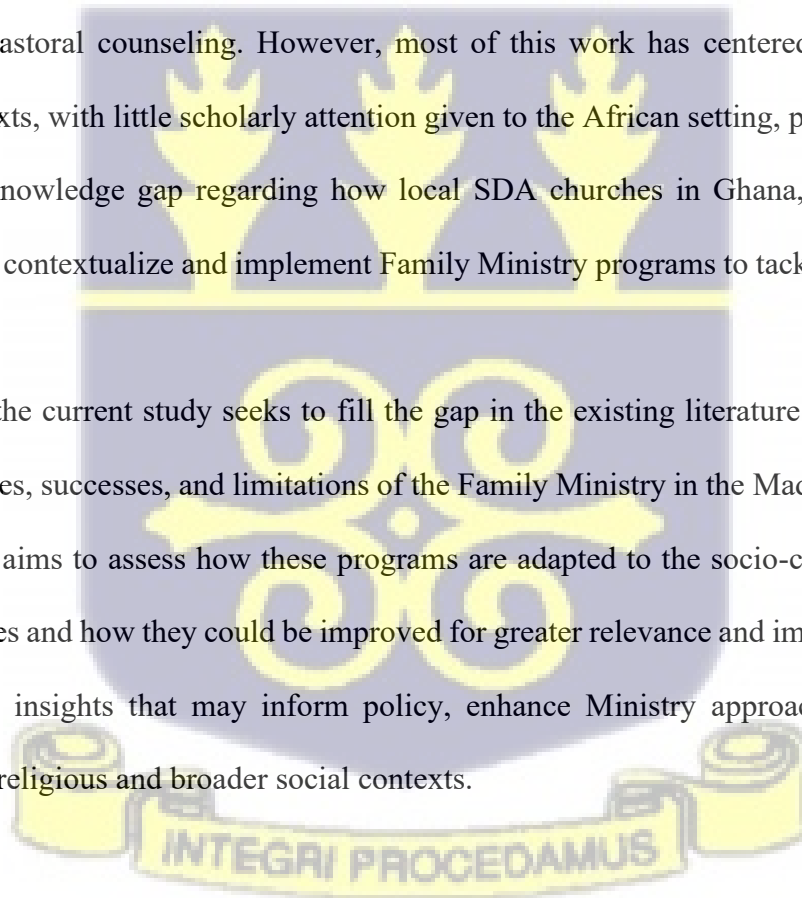 astoral counseling. However, most of this work has centered
xts, with little scholarly attention given to the African setting, p
nowledge gap regarding how local SDA churches in Ghana,
contextualize and implement Family Ministry programs to tack
the current study seeks to fill the gap in the existing literature
es, successes, and limitations of the Family Ministry in the Mad
aims to assess how these programs are adapted to the socio-c
es and how they could be improved for greater relevance and im
insights that may inform policy, enhance Ministry approac
religious and broader social contexts.
INTEGRI PROCEDAMUS